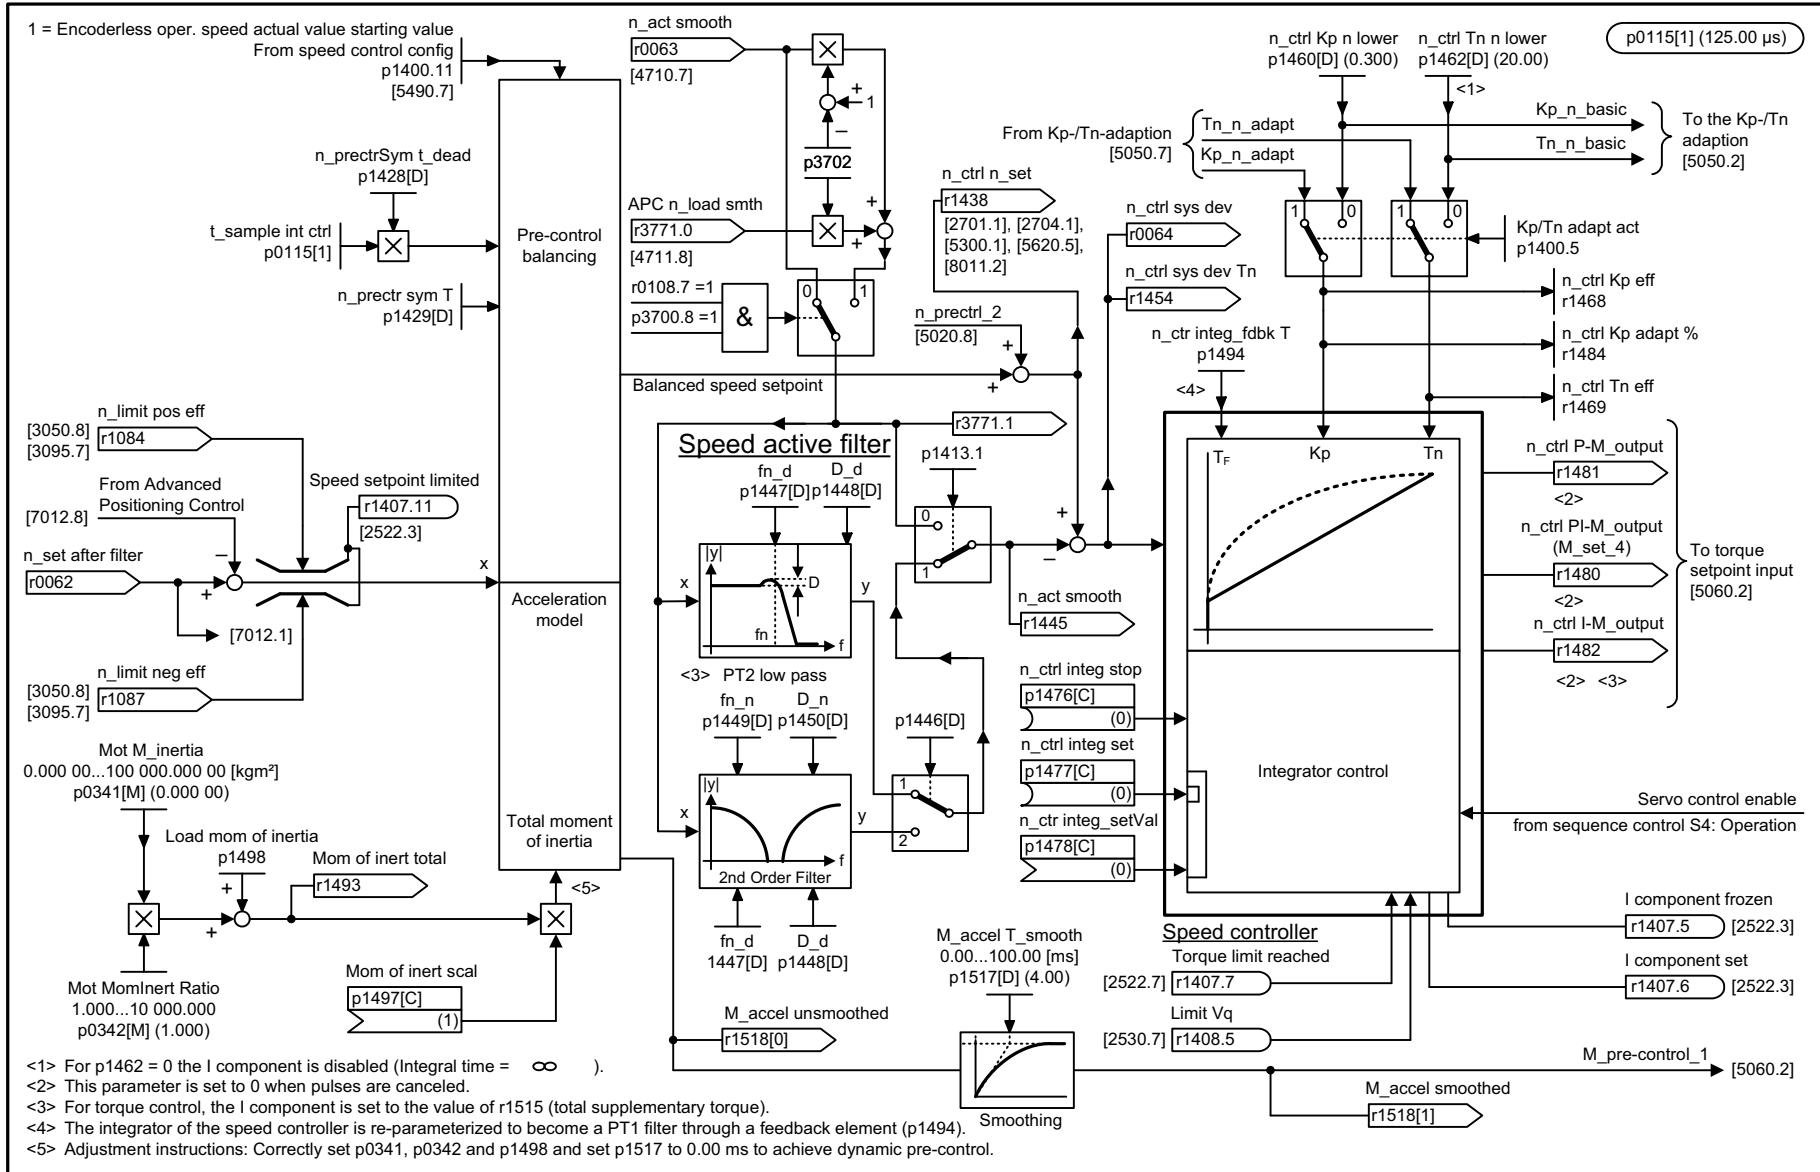 1 = Encoderless oper. speed actual value starting value
From speed control config
p1400.11
[5490.7]
n_prectrSym t_dead
p1428[D]
t_sample int ctrl
p0115[1]
n_prectr sym T
p1429[D]
Pre-control
balancing
n_act smooth
r0063
[4710.7]
+
1
–
p3702
APC n_load smth
r3771.0
[4711.8]
+
+
r0108.7 =1
p3700.8 =1
&
0
1
n_ctrl n_set
r1438
[2701.1], [2704.1],
[5300.1], [5620.5],
[8011.2]
n_prectrl_2
[5020.8]
+
+
Balanced speed setpoint
n_ctrl sys dev
r0064
n_ctrl sys dev Tn
r1454
n_ctrl Kp n lower
p1460[D] (0.300)
n_ctrl Tn n lower
p1462[D] (20.00)
<1>
p0115[1] (125.00 µs)
From Kp-/Tn-adaption
[5050.7]
Tn_n_adapt
Kp_n_adapt
Kp_n_basic
Tn_n_basic
To the Kp-/Tn
adaption
[5050.2]
1
0
1
0
Kp/Tn adapt act
p1400.5
n_ctrl Kp eff
r1468
n_ctrl Kp adapt %
r1484
n_ctrl Tn eff
r1469
n_ctr integ_fdbk T
p1494
<4>
n_limit pos eff
[3050.8]
[3095.7]
r1084
From Advanced
Positioning Control
[7012.8]
Speed setpoint limited
r1407.11
[2522.3]
n_set after filter
r0062
–
+
x
[7012.1]
n_limit neg eff
[3050.8]
[3095.7]
r1087
Acceleration
model
Speed active filter
r3771.1
fn_d
p1447[D]
D_d
p1448[D]
|y|
D
x
y
fn
f
<3> PT2 low pass
p1413.1
0
1
+
–
n_act smooth
r1445
fn_n
p1449[D]
D_n
p1450[D]
|y|
x
y
f
2nd Order Filter
fn_d
1447[D]
D_d
p1448[D]
p1446[D]
1
2
T_F
Kp
Tn
n_ctrl P-M_output
r1481
<2>
n_ctrl PI-M_output
(M_set_4)
r1480
<2>
n_ctrl I-M_output
r1482
<2> <3>
To torque
setpoint input
[5060.2]
n_ctrl integ stop
p1476[C]
(0)
n_ctrl integ set
p1477[C]
(0)
n_ctr integ_setVal
p1478[C]
(0)
Integrator control
Servo control enable
from sequence control S4: Operation
Mot M_inertia
0.000 00...100 000.000 00 [kgm²]
p0341[M] (0.000 00)
Load mom of inertia
p1498
+
+
Mom of inert total
r1493
Total moment
of inertia
<5>
Mot MomInert Ratio
1.000...10 000.000
p0342[M] (1.000)
Mom of inert scal
p1497[C]
(1)
M_accel unsmoothed
r1518[0]
M_accel T_smooth
0.00...100.00 [ms]
p1517[D] (4.00)
Smoothing
Speed controller
Torque limit reached
[2522.7]
r1407.7
Limit Vq
[2530.7]
r1408.5
I component frozen
r1407.5
[2522.3]
I component set
r1407.6
[2522.3]
M_pre-control_1
[5060.2]
M_accel smoothed
r1518[1]
<1> For p1462 = 0 the I component is disabled (Integral time = ∞ ).
<2> This parameter is set to 0 when pulses are canceled.
<3> For torque control, the I component is set to the value of r1515 (total supplementary torque).
<4> The integrator of the speed controller is re-parameterized to become a PT1 filter through a feedback element (p1494).
<5> Adjustment instructions: Correctly set p0341, p0342 and p1498 and set p1517 to 0.00 ms to achieve dynamic pre-control.